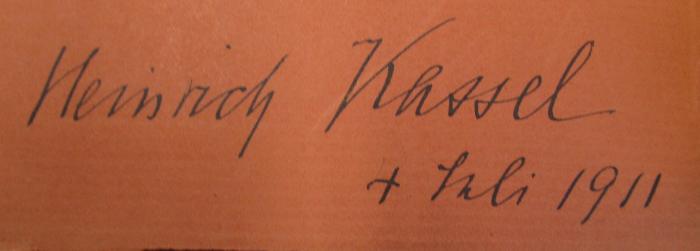 Heinrich Kassel
+ Juli 1911